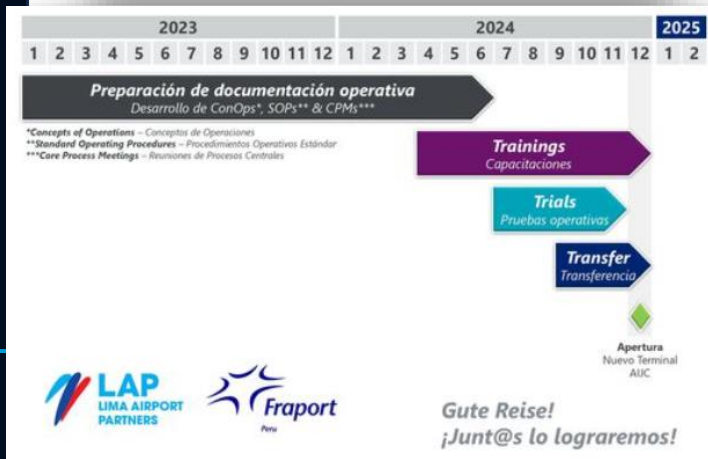 2023 2024 2025
1 2 3 4 5 6 7 8 9 10 11 12 1 2 3 4 5 6 7 8 9 10 11 12 1 2
Preparación de documentación operativa
Desarrollo de ConOps*, SOPs** & CPMs***
*Concepts of Operations – Conceptos de Operaciones
**Standard Operating Procedures – Procedimientos Operativos Estándar
***Core Process Meetings – Reuniones de Procesos Centrales
Trainings
Capacitaciones
Trials
Pruebas operativas
Transfer
Transferencia
Apertura
Nuevo Terminal
AIJC
LAP
LIMA AIRPORT
PARTNERS
Fraport
Peru
Gute Reise!
¡Junt@s lo lograremos!